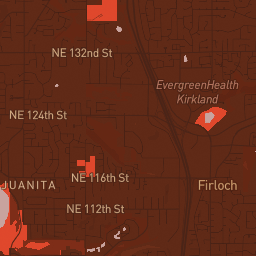 NE 132nd St
EvergreenHealth
Kirkland
NE 124th St
NE 116th St
JUANITA
Firloch
NE 112th St